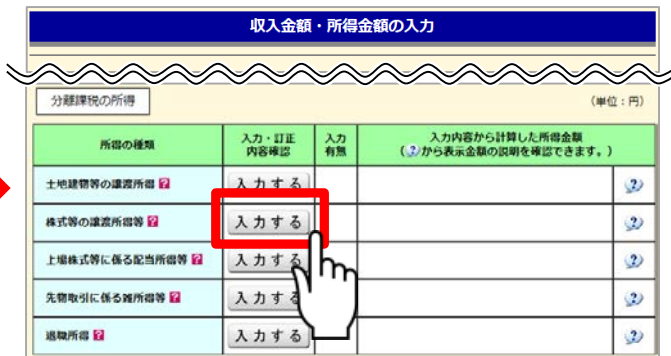 収入金額・所得金額の入力
分離課税の所得
(単位：円)
所得の種類
入力・訂正
内容確認
入力
有無
入力内容から計算した所得金額
(?から表示金額の説明を確認できます。)
土地建物等の譲渡所得 ?
入力する
?
株式等の譲渡所得等 ?
入力する
?
上場株式等に係る配当所得等 ?
入力する
?
先物取引に係る雑所得等 ?
入力する
?
退職所得 ?
入力する
?